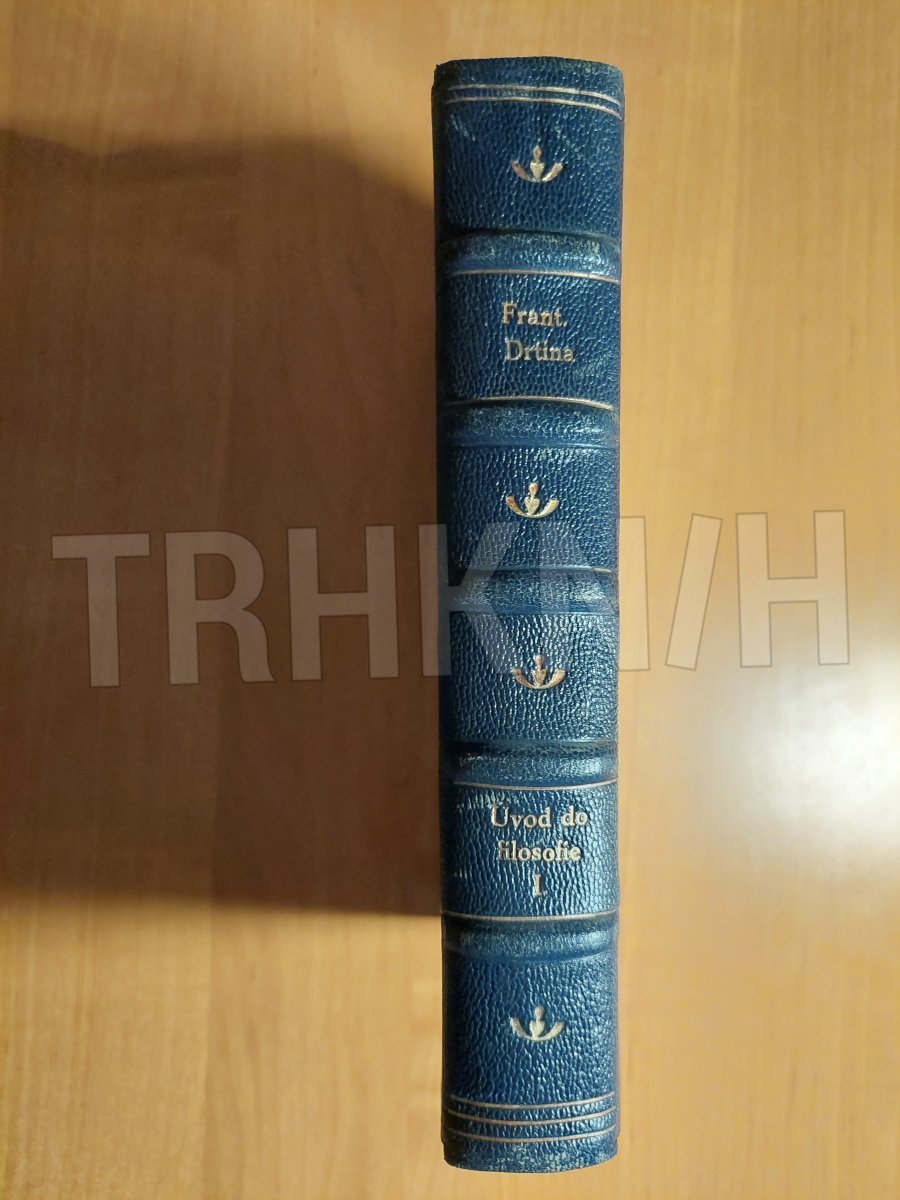 Frant.
Drtina
TRHKNIH
Úvod do
filosofie
I.